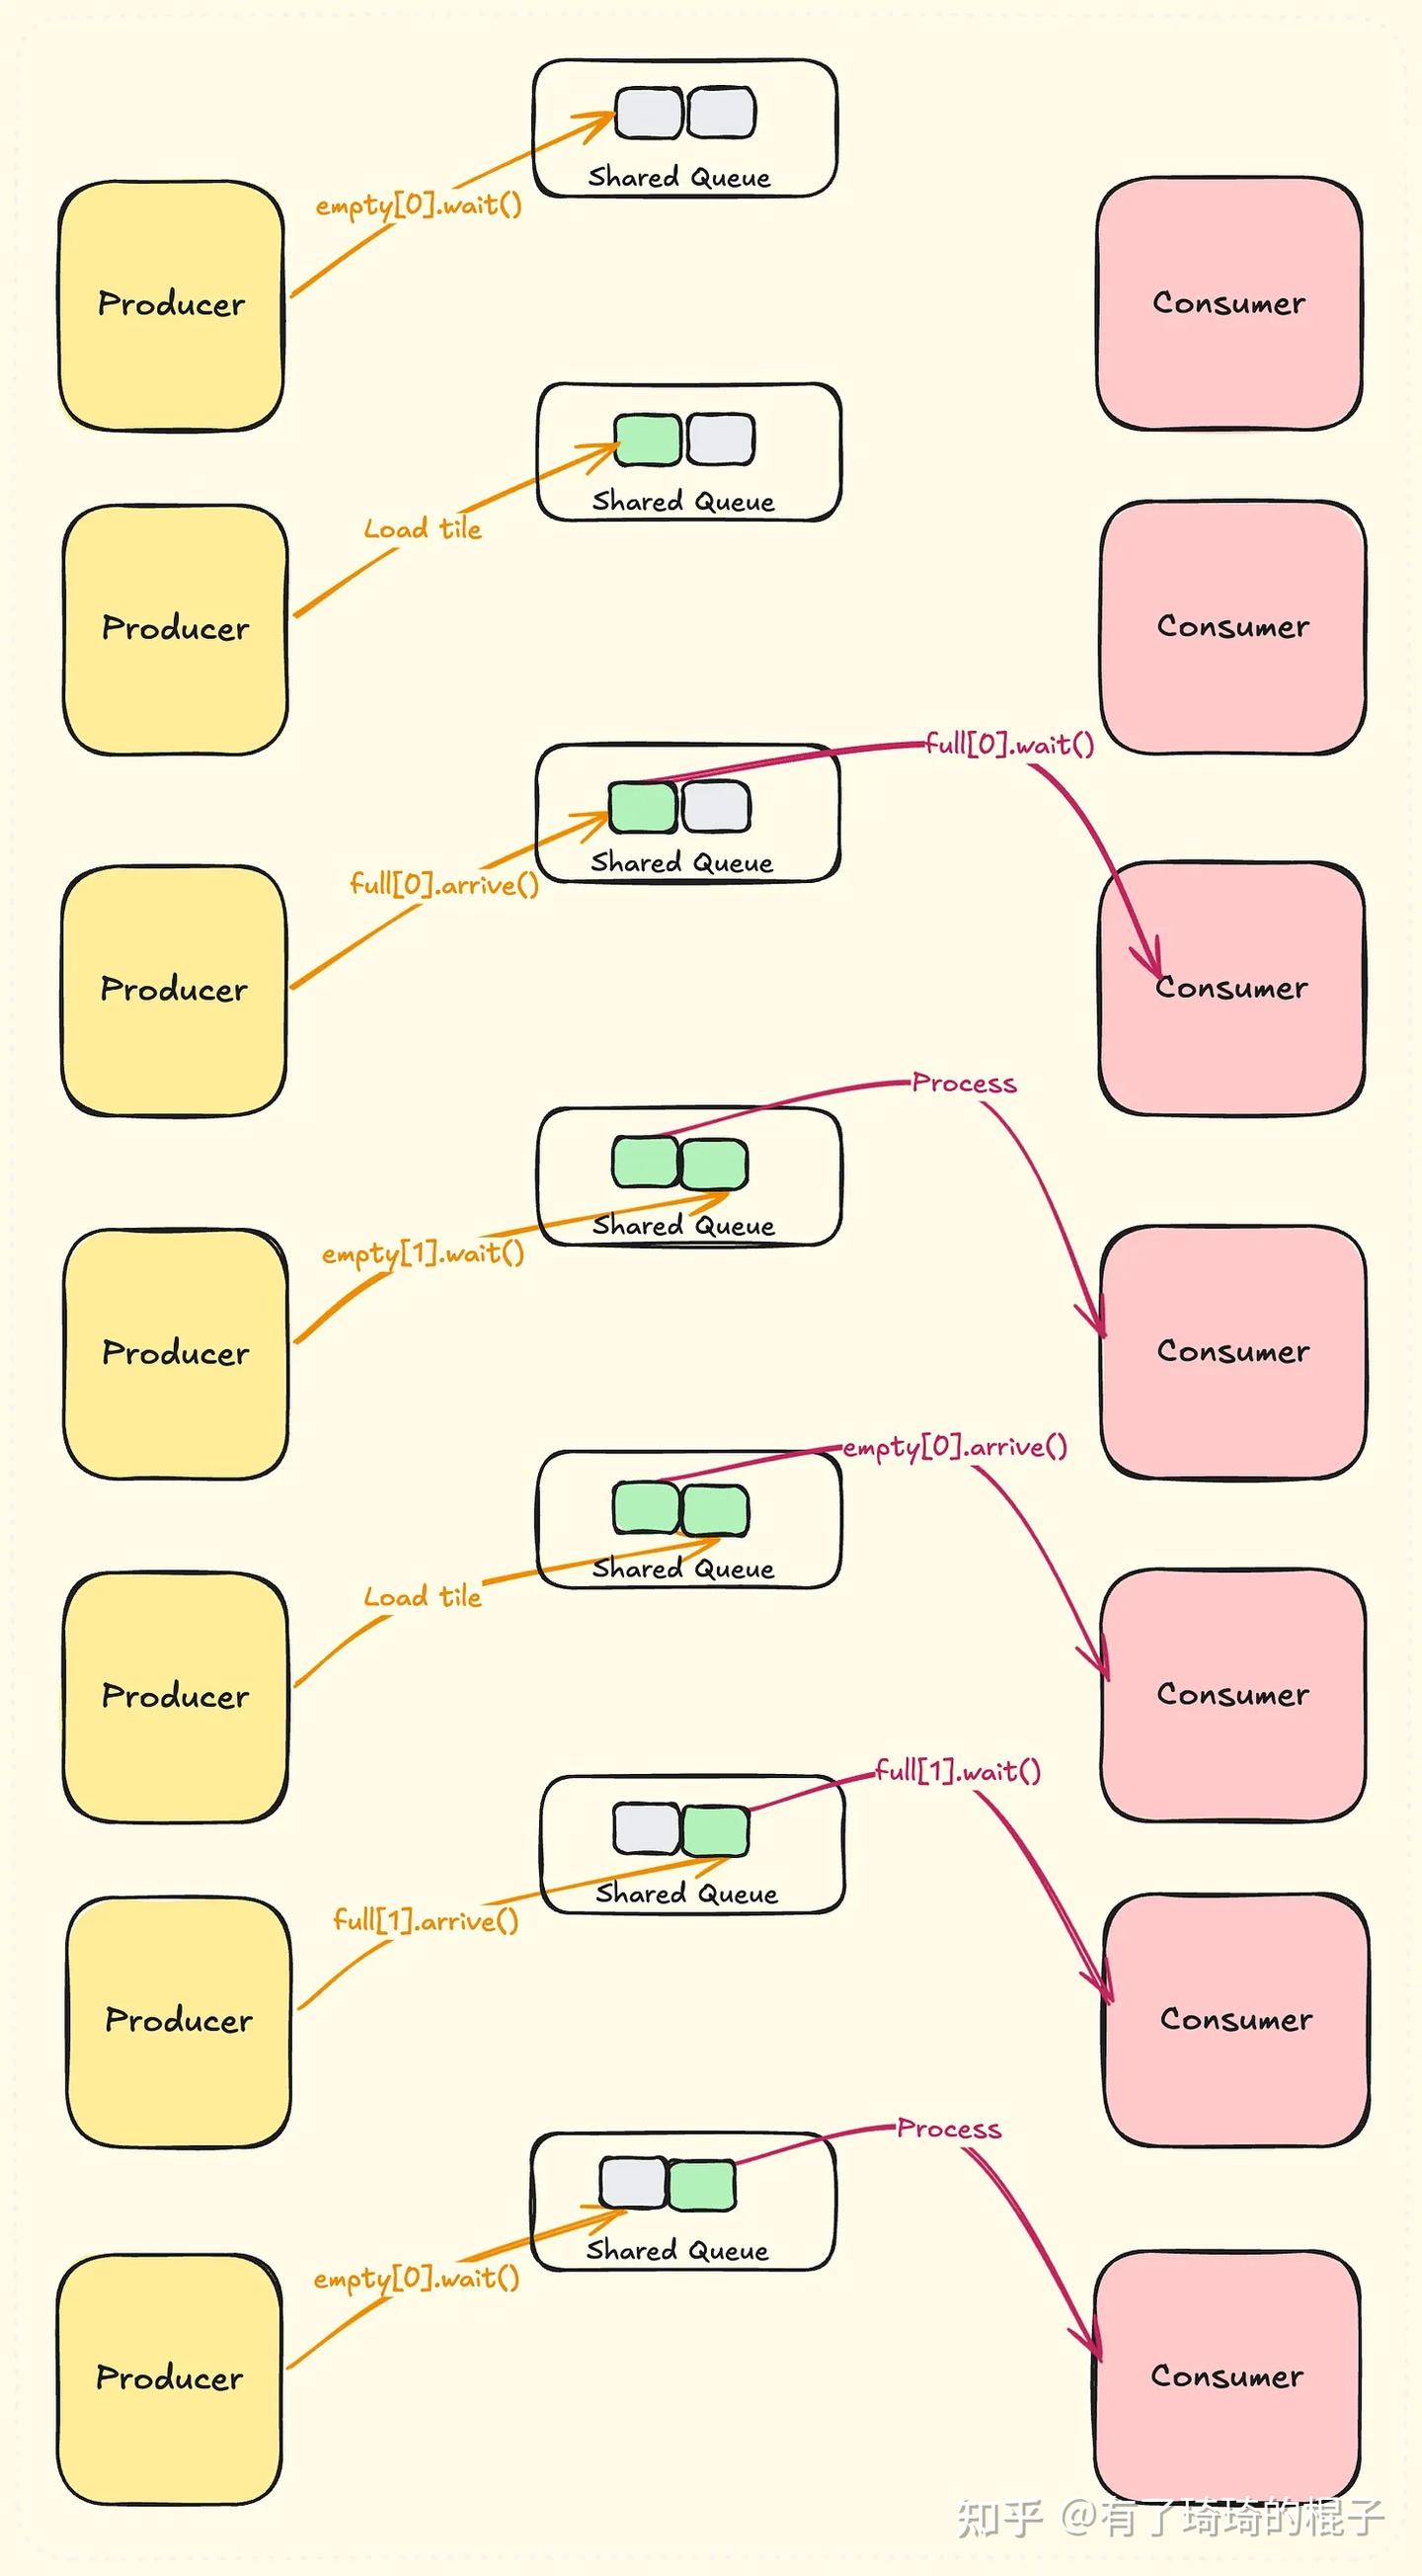 Shared Queue
empty[0].wait()
Producer
Consumer
Shared Queue
Load tile
Producer
Consumer
full[0].wait()
Shared Queue
full[0].arrive()
Producer
Consumer
Process
Shared Queue
empty[1].wait()
Producer
Consumer
empty[0].arrive()
Shared Queue
Load tile
Producer
Consumer
full[1].wait()
Shared Queue
full[1].arrive()
Producer
Consumer
Process
Shared Queue
empty[0].wait()
Producer
Consumer
知乎 @有了琦琦的棍子